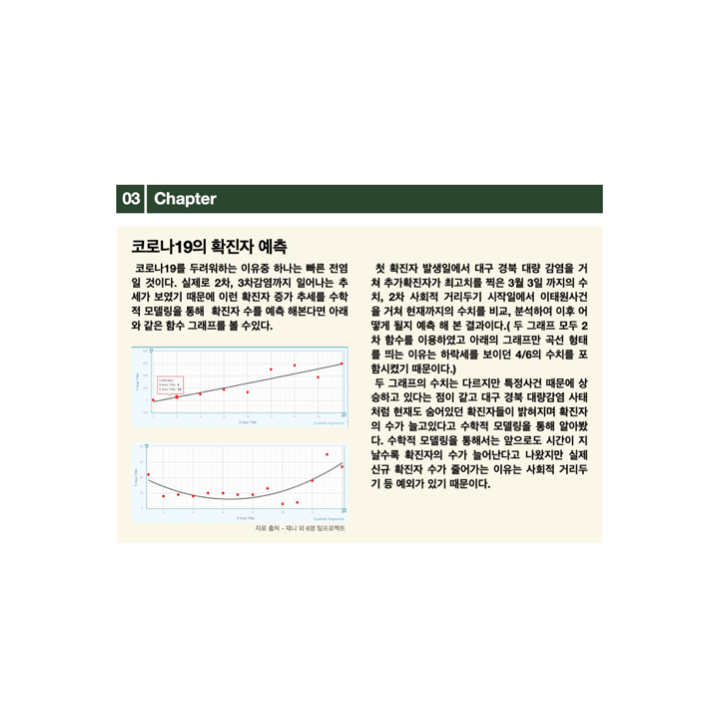 03 Chapter
코로나19의 확진자 예측
코로나19를 두려워하는 이유중 하나는 빠른 전염
일 것이다. 실제로 2차, 3차감염까지 일어나는 추
세가 보였기 때문에 이런 확진자 증가 추세를 수학
적 모델링을 통해 확진자 수를 예측 해본다면 아래
와 같은 함수 그래프를 볼 수있다.
X Axis Title
Quadratic Regression
X Axis Title
Quadratic Regression
자료 출처 - 재니 외 6명 팀프로젝트
첫 확진자 발생일에서 대구 경북 대량 감염을 거
쳐 추가확진자가 최고치를 찍은 3월 3일 까지의 수
치, 2차 사회적 거리두기 시작일에서 이태원사건
을 거쳐 현재까지의 수치를 비교, 분석하여 이후 어
떻게 될지 예측 해 본 결과이다.( 두 그래프 모두 2
차 함수를 이용하였고 아래의 그래프만 곡선 형태
를 띄는 이유는 하락세를 보이던 4/6의 수치를 포
함시켰기 때문이다.)
두 그래프의 수치는 다르지만 특정사건 때문에 상
승하고 있다는 점이 같고 대구 경북 대량감염 사태
처럼 현재도 숨어있던 확진자들이 밝혀지며 확진자
의 수가 늘고있다고 수학적 모델링을 통해 알아봤
다. 수학적 모델링을 통해서는 앞으로도 시간이 지
날수록 확진자의 수가 늘어난다고 나왔지만 실제
신규 확진자 수가 줄어가는 이유는 사회적 거리두
기 등 예외가 있기 때문이다.